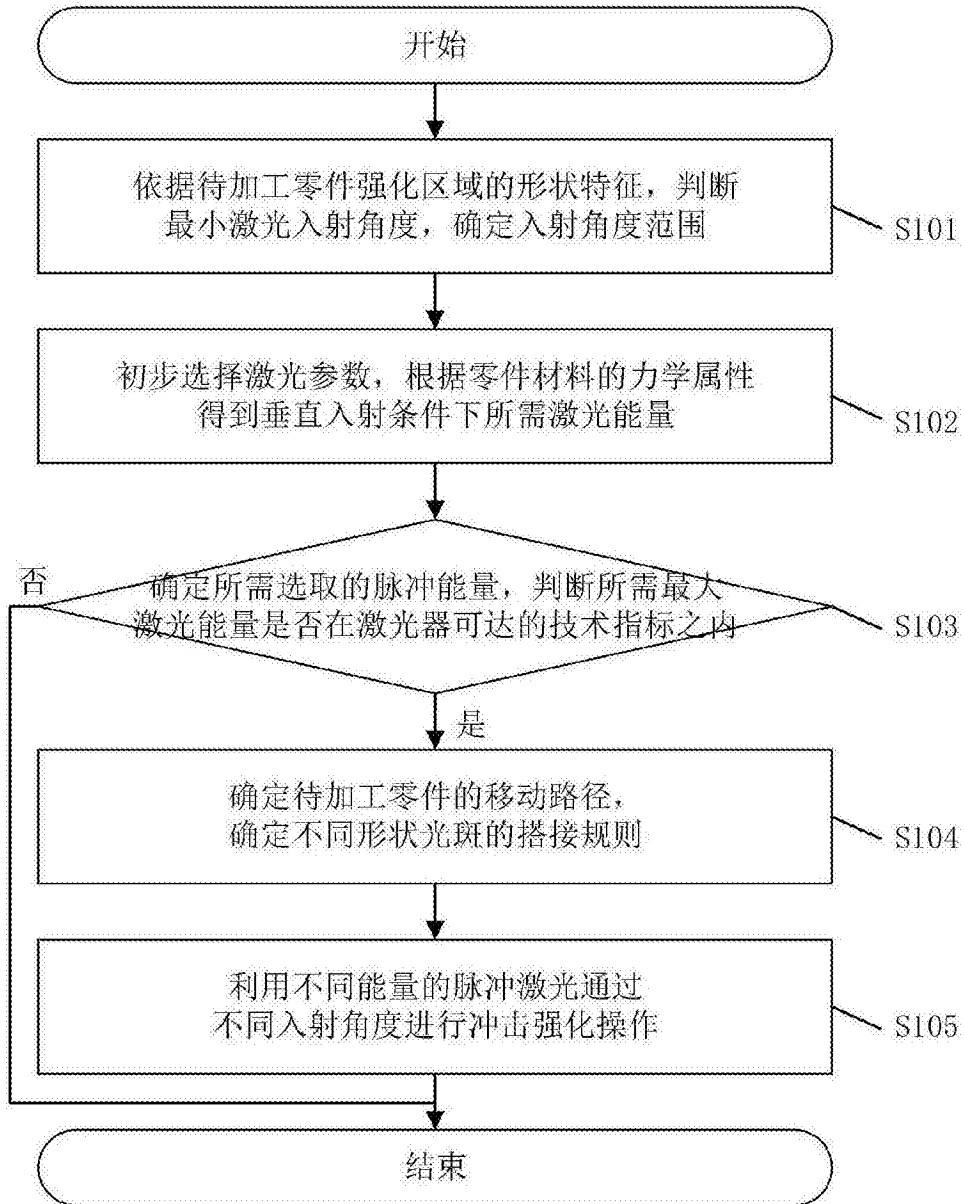 开始
依据待加工零件强化区域的形状特征，判断
最小激光入射角度，确定入射角度范围
S101
初步选择激光参数，根据零件材料的力学属性
得到垂直入射条件下所需激光能量
S102
否
确定所需选取的脉冲能量，判断所需最大
激光能量是否在激光器可达的技术指标之内
S103
是
确定待加工零件的移动路径，
确定不同形状光斑的搭接规则
S104
利用不同能量的脉冲激光通过
不同入射角度进行冲击强化操作
S105
结束